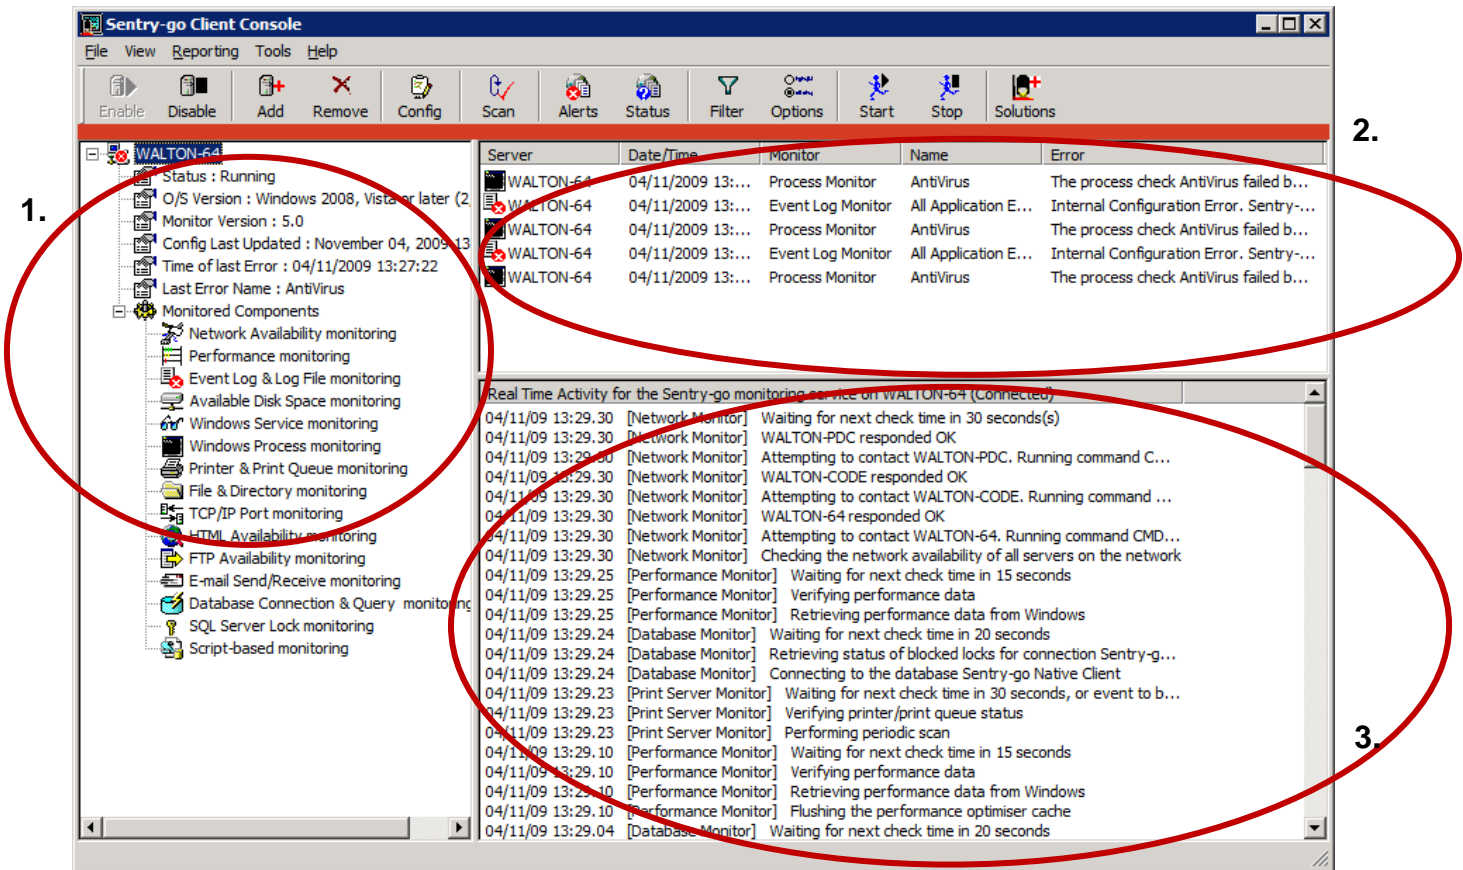 Sentry-go Client Console
File View Reporting Tools Help
Enable Disable Add Remove Config Scan Alerts Status Filter Options Start Stop Solutions
1.
WALTON-64
Status : Running
O/S Version : Windows 2008, Vista or later (2
Monitor Version : 5.0
Config Last Updated : November 04, 2009 13
Time of last Error : 04/11/2009 13:27:22
Last Error Name : AntiVirus
Monitored Components
Network Availability monitoring
Performance monitoring
Event Log & Log File monitoring
Available Disk Space monitoring
Windows Service monitoring
Windows Process monitoring
Printer & Print Queue monitoring
File & Directory monitoring
TCP/IP Port monitoring
HTML Availability monitoring
FTP Availability monitoring
E-mail Send/Receive monitoring
Database Connection & Query monitoring
SQL Server Lock monitoring
Script-based monitoring
2.
Server Date/Time Monitor Name Error
WALTON-64 04/11/2009 13:... Process Monitor AntiVirus The process check AntiVirus failed b...
WALTON-64 04/11/2009 13:... Event Log Monitor All Application E... Internal Configuration Error. Sentry-...
WALTON-64 04/11/2009 13:... Process Monitor AntiVirus The process check AntiVirus failed b...
WALTON-64 04/11/2009 13:... Event Log Monitor All Application E... Internal Configuration Error. Sentry-...
WALTON-64 04/11/2009 13:... Process Monitor AntiVirus The process check AntiVirus failed b...
3.
Real Time Activity for the Sentry-go monitoring service on WALTON-64 (Connected)
04/11/09 13:29.30 [Network Monitor] Waiting for next check time in 30 seconds(s)
04/11/09 13:29.30 [Network Monitor] WALTON-PDC responded OK
04/11/09 13:29.30 [Network Monitor] Attempting to contact WALTON-PDC. Running command C...
04/11/09 13:29.30 [Network Monitor] WALTON-CODE responded OK
04/11/09 13:29.30 [Network Monitor] Attempting to contact WALTON-CODE. Running command ...
04/11/09 13:29.30 [Network Monitor] WALTON-64 responded OK
04/11/09 13:29.30 [Network Monitor] Attempting to contact WALTON-64. Running command CMD...
04/11/09 13:29.30 [Network Monitor] Checking the network availability of all servers on the network
04/11/09 13:29.25 [Performance Monitor] Waiting for next check time in 15 seconds
04/11/09 13:29.25 [Performance Monitor] Verifying performance data
04/11/09 13:29.25 [Performance Monitor] Retrieving performance data from Windows
04/11/09 13:29.24 [Database Monitor] Waiting for next check time in 20 seconds
04/11/09 13:29.24 [Database Monitor] Retrieving status of blocked locks for connection Sentry-g...
04/11/09 13:29.24 [Database Monitor] Connecting to the database Sentry-go Native Client
04/11/09 13:29.23 [Print Server Monitor] Waiting for next check time in 30 seconds, or event to b...
04/11/09 13:29.23 [Print Server Monitor] Verifying printer/print queue status
04/11/09 13:29.23 [Print Server Monitor] Performing periodic scan
04/11/09 13:29.10 [Performance Monitor] Waiting for next check time in 15 seconds
04/11/09 13:29.10 [Performance Monitor] Verifying performance data
04/11/09 13:29.10 [Performance Monitor] Retrieving performance data from Windows
04/11/09 13:29.10 [Performance Monitor] Flushing the performance optimiser cache
04/11/09 13:29.04 [Database Monitor] Waiting for next check time in 20 seconds